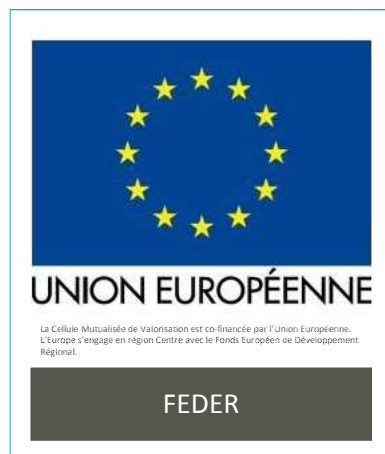 UNION EUROPÉENNE
La Cellule Mutualisée de Valorisation est co-financée par l'Union Européenne.
L'Europe s'engage en région Centre avec le Fonds Européen de Développement
Régional.
FEDER